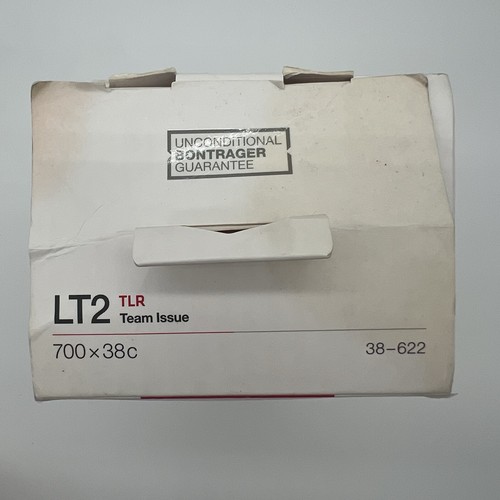 UNCONDITIONAL
BONTRAGER
GUARANTEE
LT2 TLR
Team Issue
700×38c
38-622